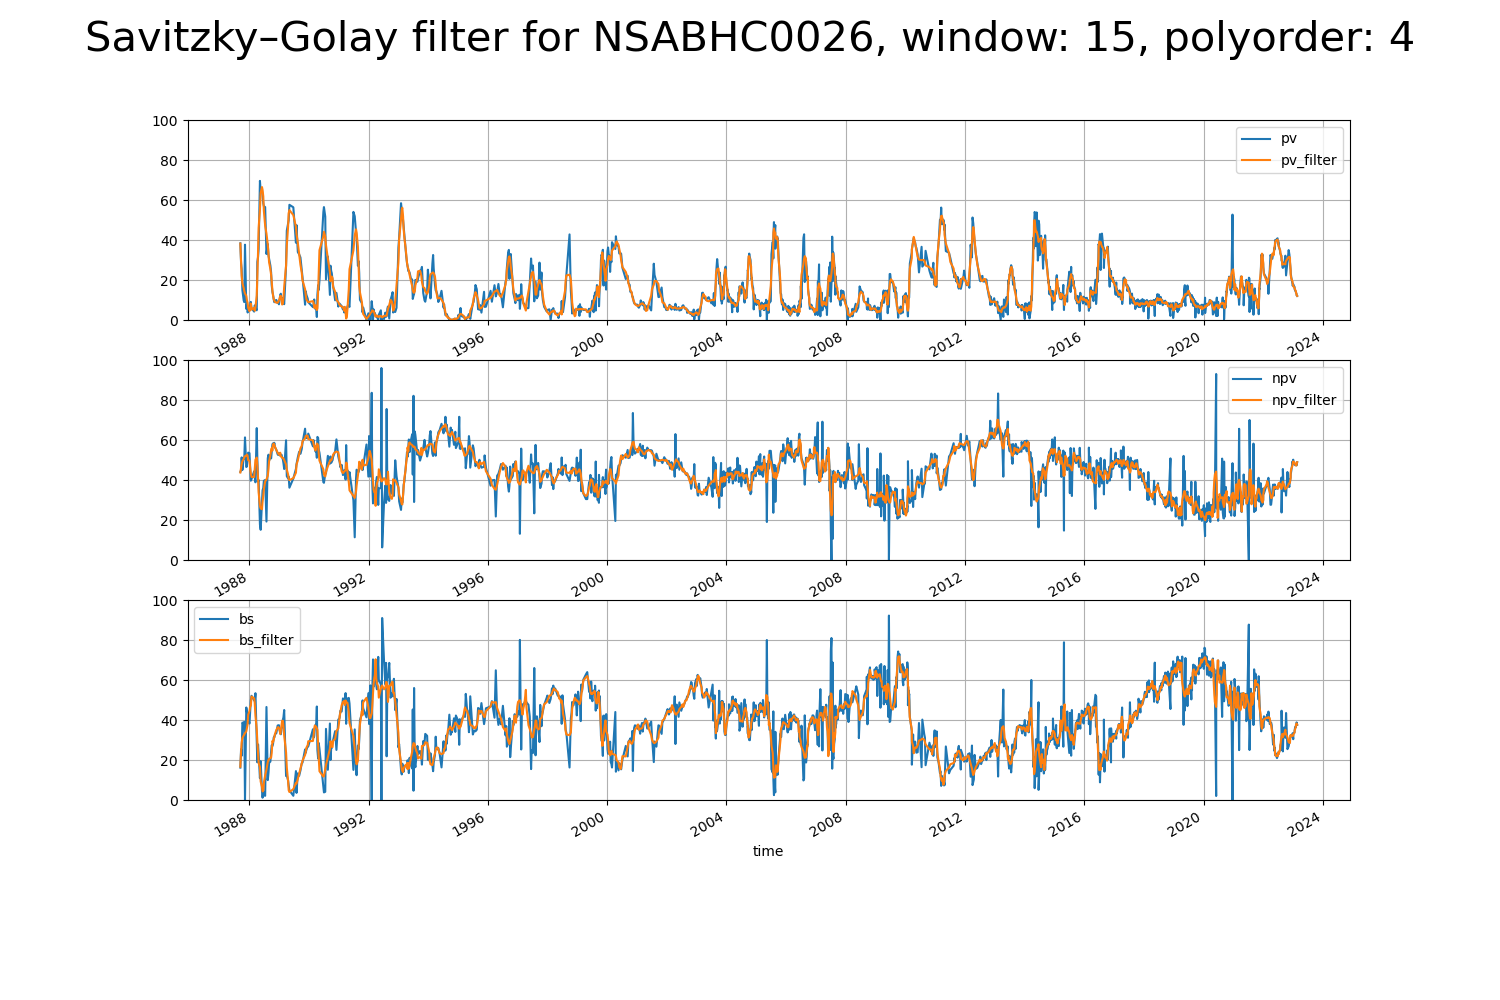 Savitzky–Golay filter for NSABHC0026, window: 15, polyorder: 4
100
80
60
40
20
0
pv
pv_filter
1988 1992 1996 2000 2004 2008 2012 2016 2020 2024
100
80
60
40
20
0
npv
npv_filter
1988 1992 1996 2000 2004 2008 2012 2016 2020 2024
100
80
60
40
20
0
bs
bs_filter
1988 1992 1996 2000 2004 2008 2012 2016 2020 2024
time